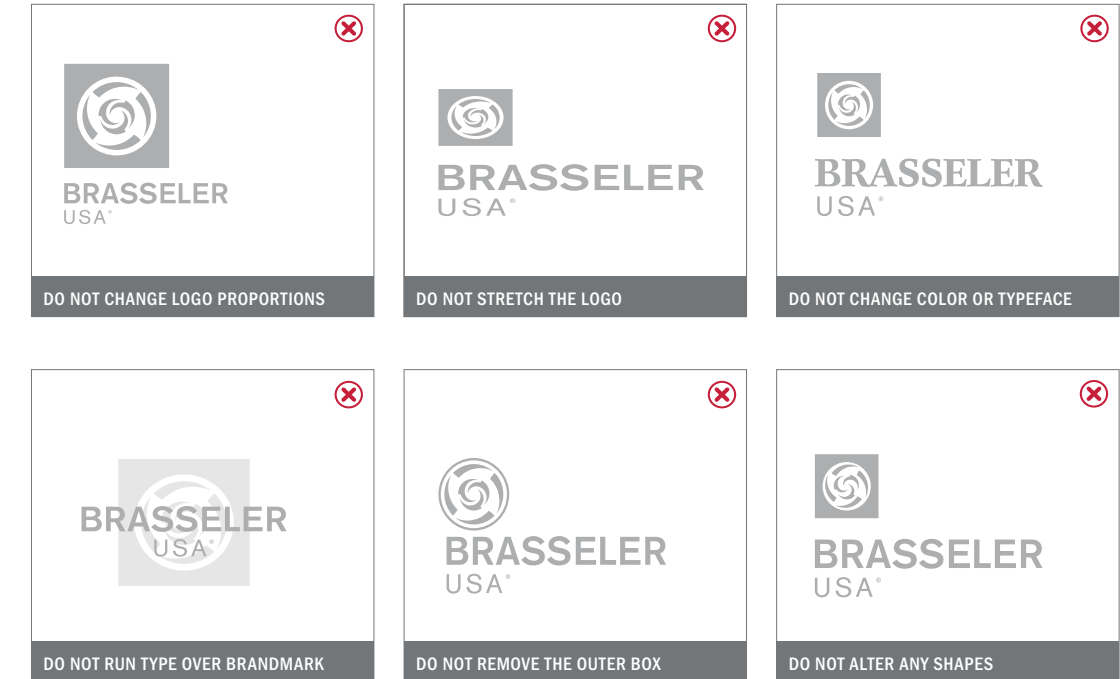 BRASSELER
USA®
DO NOT CHANGE LOGO PROPORTIONS
BRASSELER
USA®
DO NOT STRETCH THE LOGO
BRASSELER
USA®
DO NOT CHANGE COLOR OR TYPEFACE
BRASSELER
USA®
DO NOT RUN TYPE OVER BRANDMARK
BRASSELER
USA®
DO NOT REMOVE THE OUTER BOX
BRASSELER
USA®
DO NOT ALTER ANY SHAPES